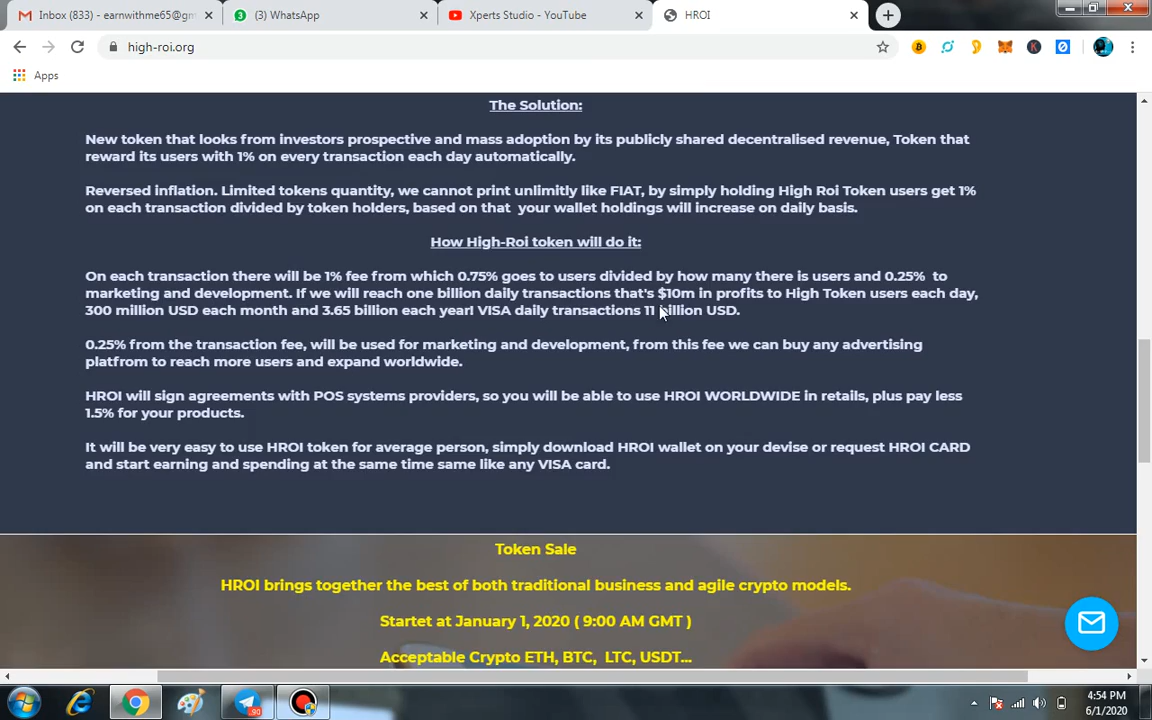 Inbox (833) - earnwithme65@gm
(3) WhatsApp
Xperts Studio - YouTube
HROI
high-roi.org
Apps
The Solution:
New token that looks from investors prospective and mass adoption by its publicly shared decentralised revenue, Token that
reward its users with 1% on every transaction each day automatically.
Reversed inflation. Limited tokens quantity, we cannot print unlimitly like FIAT, by simply holding High Roi Token users get 1%
on each transaction divided by token holders, based on that your wallet holdings will increase on daily basis.
How High-Roi token will do it:
On each transaction there will be 1% fee from which 0.75% goes to users divided by how many there is users and 0.25% to
marketing and development. If we will reach one billion daily transactions that's $10m in profits to High Token users each day,
300 million USD each month and 3.65 billion each year! VISA daily transactions 11 billion USD.
0.25% from the transaction fee, will be used for marketing and development, from this fee we can buy any advertising
platfrom to reach more users and expand worldwide.
HROI will sign agreements with POS systems providers, so you will be able to use HROI WORLDWIDE in retails, plus pay less
1.5% for your products.
It will be very easy to use HROI token for average person, simply download HROI wallet on your devise or request HROI CARD
and start earning and spending at the same time same like any VISA card.
Token Sale
HROI brings together the best of both traditional business and agile crypto models.
Startet at January 1, 2020 ( 9:00 AM GMT )
Acceptable Crypto ETH, BTC, LTC, USDT...
90
4:54 PM
6/1/2020